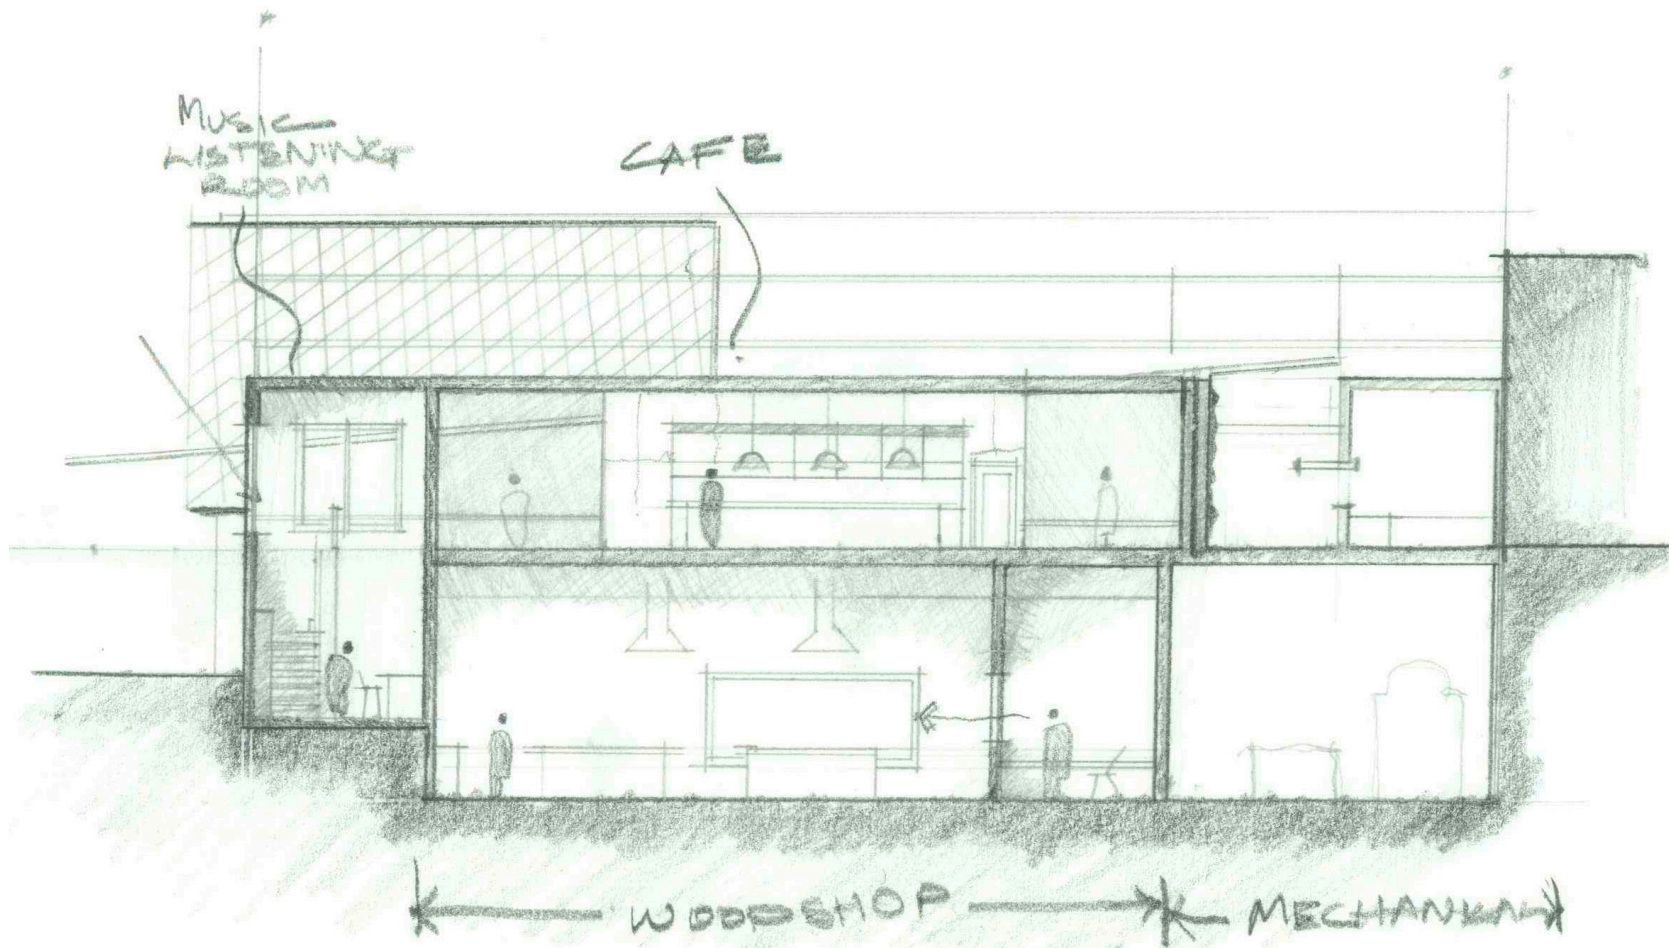 MUSIC
LISTENING
ROOM
CAFE
WOODSHOP
MECHANICAL